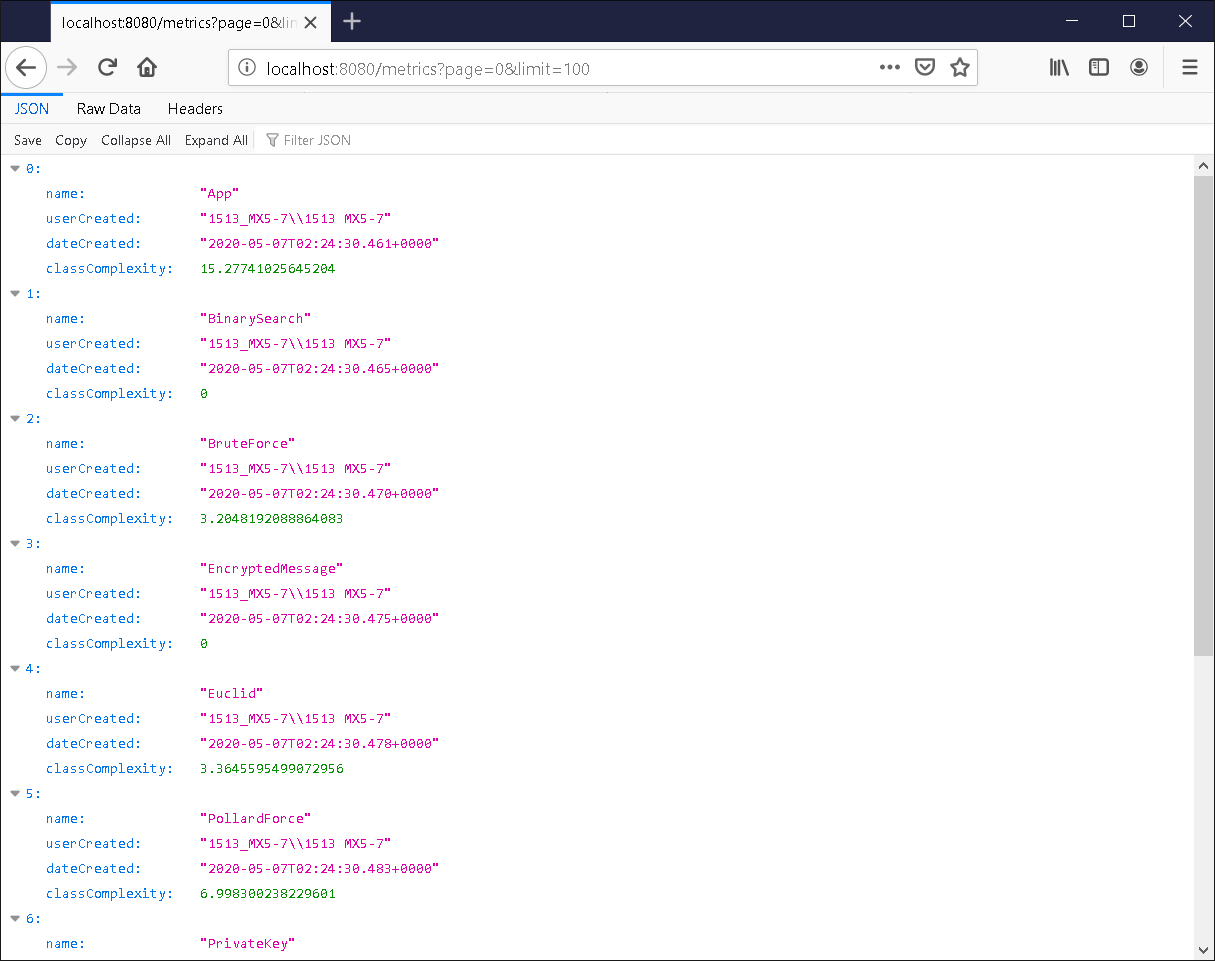 localhost:8080/metrics?page=0&lin
localhost:8080/metrics?page=0&limit=100
JSON Raw Data Headers
Save Copy Collapse All Expand All Filter JSON
0:
name: "App"
userCreated: "1513_MX5-7\\1513 MX5-7"
dateCreated: "2020-05-07T02:24:30.461+0000"
classComplexity: 15.27741025645204
1:
name: "BinarySearch"
userCreated: "1513_MX5-7\\1513 MX5-7"
dateCreated: "2020-05-07T02:24:30.465+0000"
classComplexity: 0
2:
name: "BruteForce"
userCreated: "1513_MX5-7\\1513 MX5-7"
dateCreated: "2020-05-07T02:24:30.470+0000"
classComplexity: 3.2048192088864083
3:
name: "EncryptedMessage"
userCreated: "1513_MX5-7\\1513 MX5-7"
dateCreated: "2020-05-07T02:24:30.475+0000"
classComplexity: 0
4:
name: "Euclid"
userCreated: "1513_MX5-7\\1513 MX5-7"
dateCreated: "2020-05-07T02:24:30.478+0000"
classComplexity: 3.3645595499072956
5:
name: "PollardForce"
userCreated: "1513_MX5-7\\1513 MX5-7"
dateCreated: "2020-05-07T02:24:30.483+0000"
classComplexity: 6.998300238229601
6:
name: "PrivateKey"